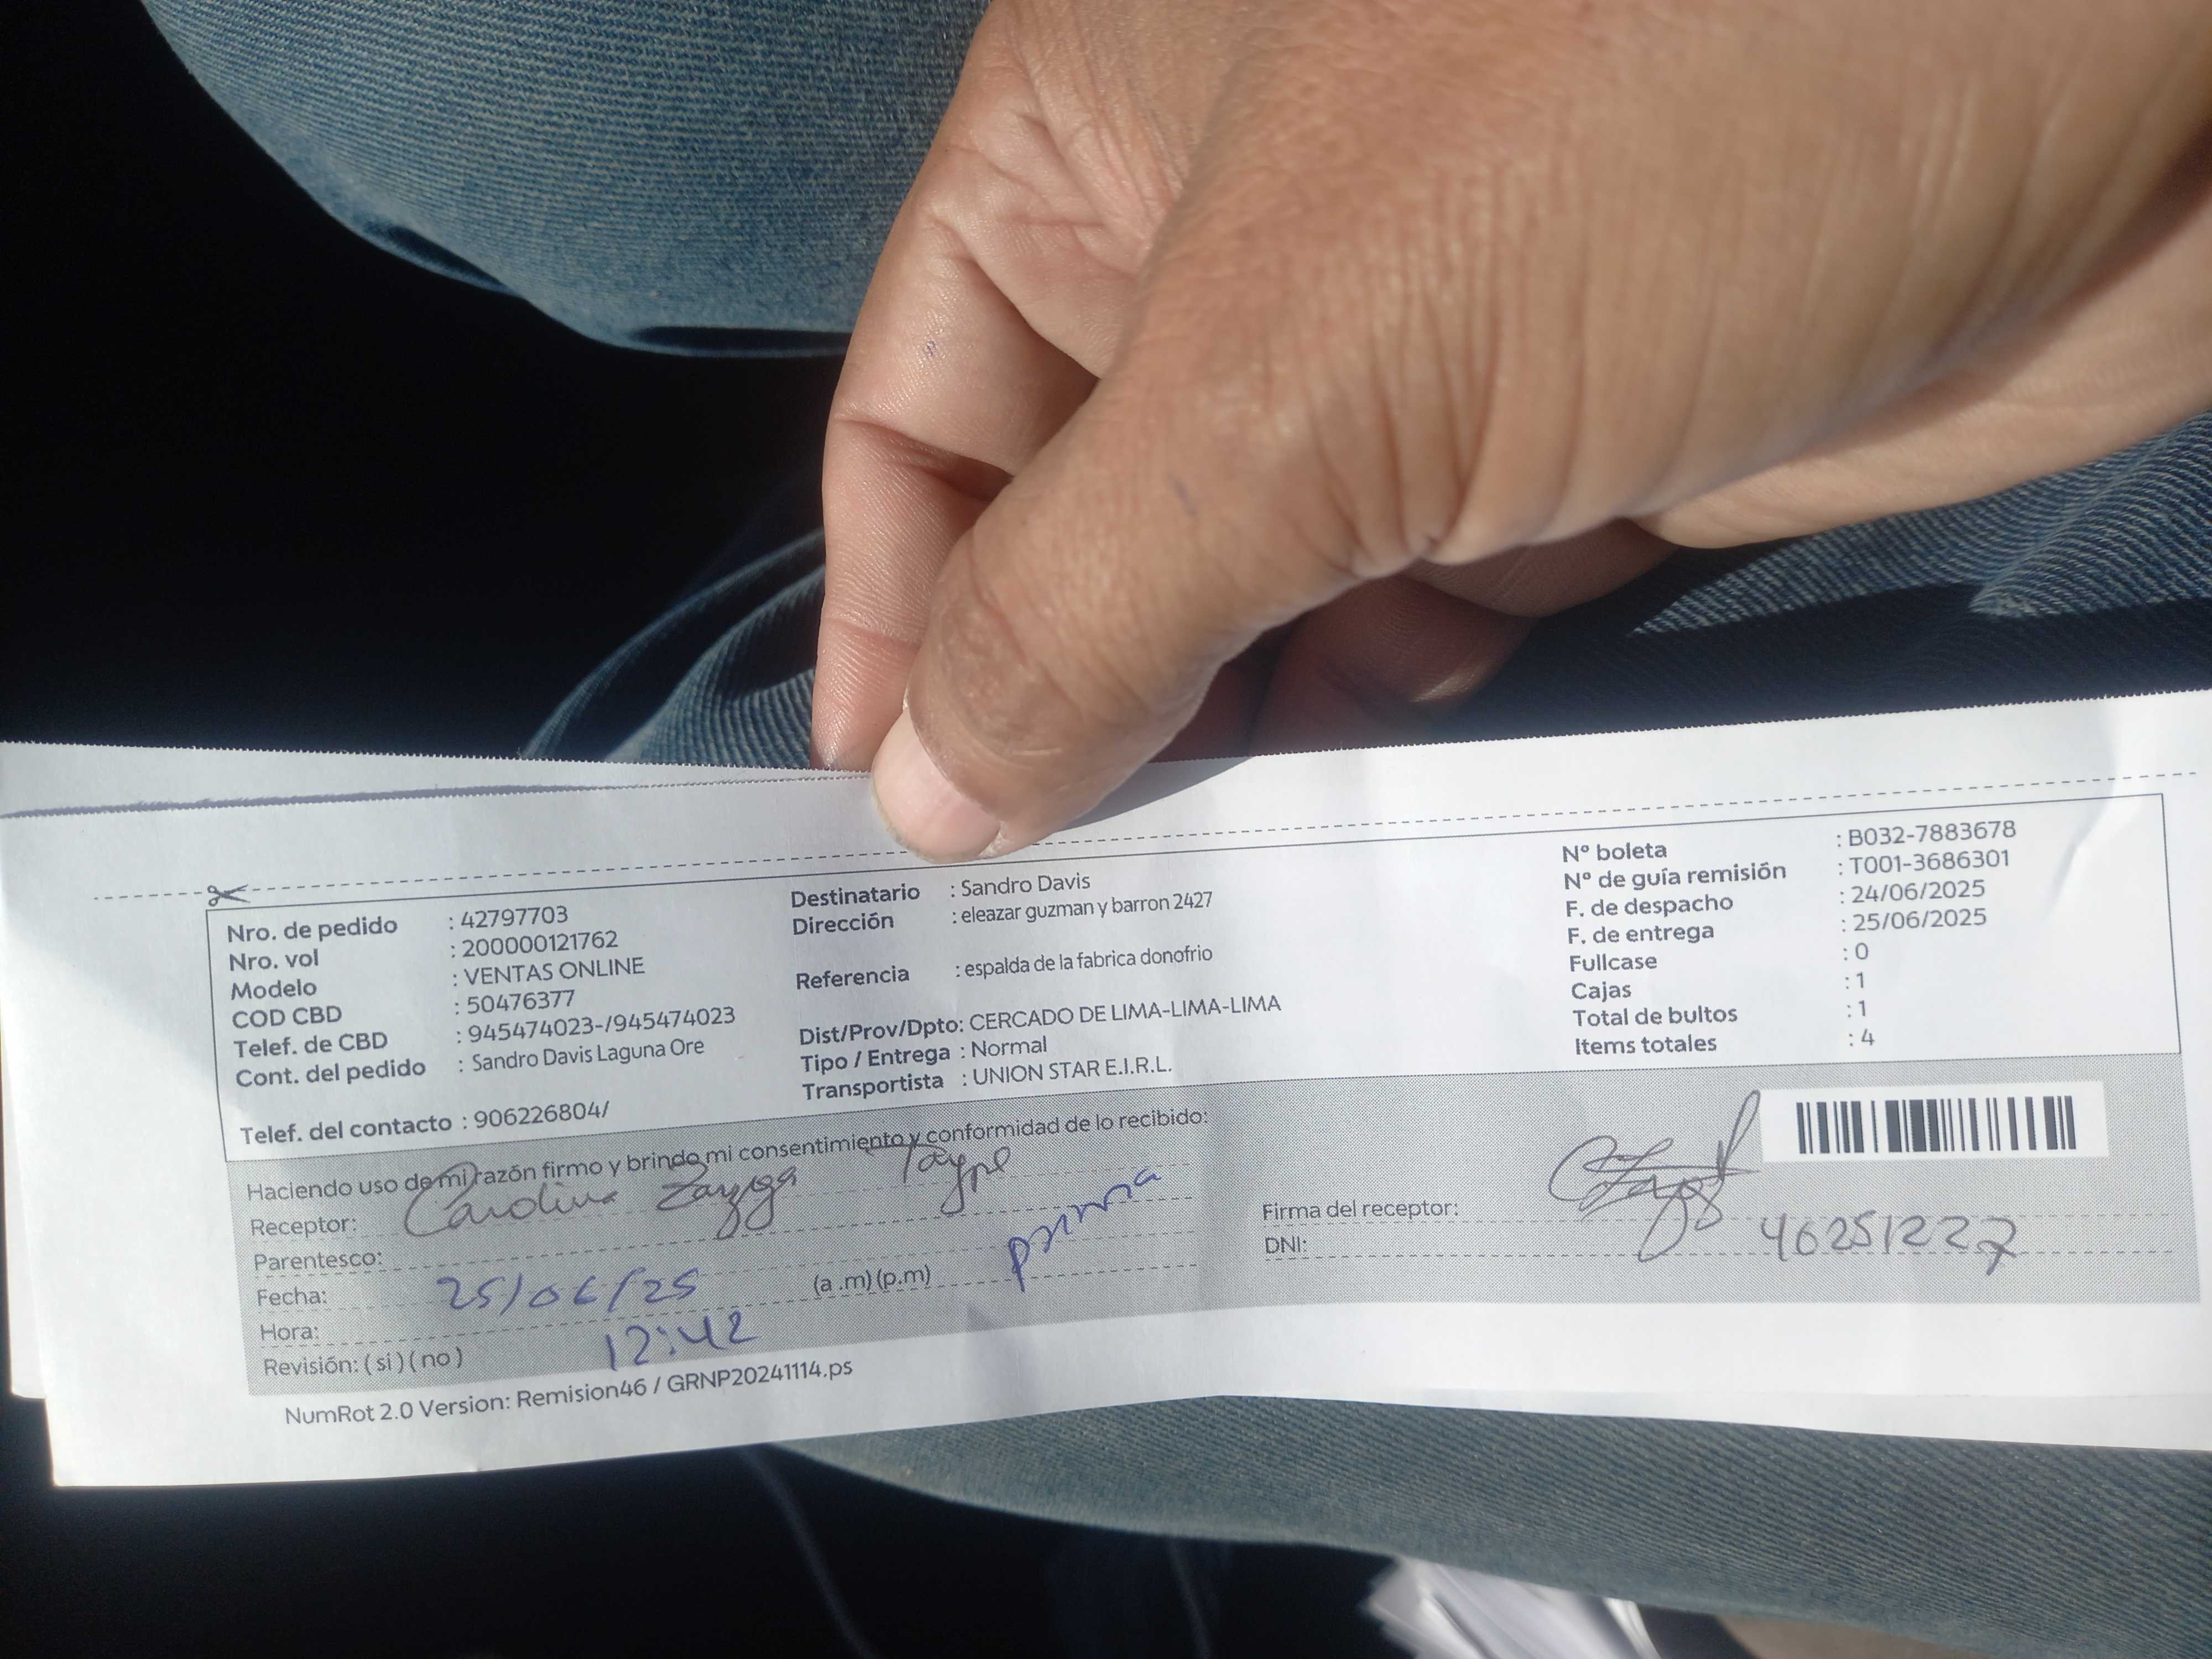 Nro. de pedido : 42797703
Nro. vol : 200000121762
Modelo : VENTAS ONLINE
COD CBD : 50476377
Telef. de CBD : 945474023-/945474023
Cont. del pedido : Sandro Davis Laguna Ore
Telef. del contacto : 906226804/
Destinatario : Sandro Davis
Dirección : eleazar guzman y barron 2427
Referencia : espalda de la fabrica donofrio
Dist/Prov/Dpto: CERCADO DE LIMA-LIMA-LIMA
Tipo / Entrega : Normal
Transportista : UNION STAR E.I.R.L.
Nº boleta : B032-7883678
Nº de guía remisión : T001-3686301
F. de despacho : 24/06/2025
F. de entrega : 25/06/2025
Fullcase : 0
Cajas : 1
Total de bultos : 1
Items totales : 4
Haciendo uso de mi razón firmo y brindo mi consentimiento y conformidad de lo recibido:
Receptor: Carolina Taype
Parentesco: prima
Fecha: 25/06/25 (a .m) (p.m)
Hora: 12:42
Revisión: ( si ) ( no )
Firma del receptor:
DNI: 46251227
NumRot 2.0 Version: Remision46 / GRNP20241114.ps